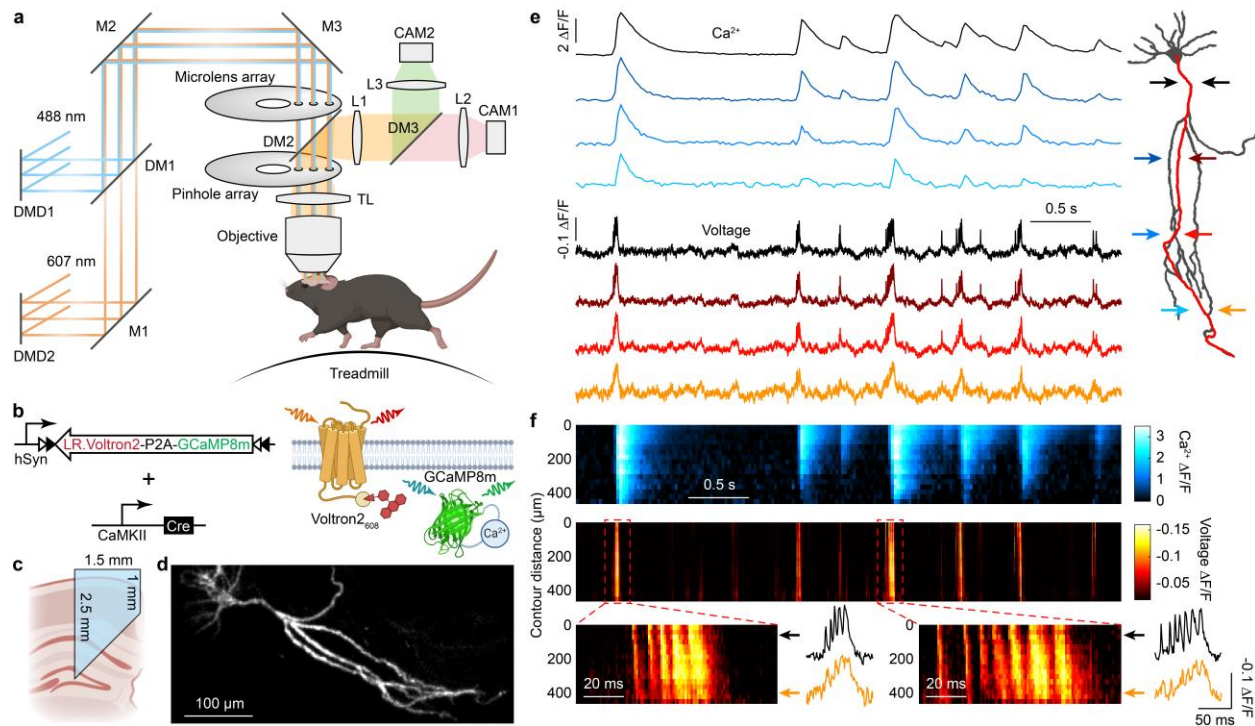 a
M2
M3
CAM2
Microlens array
L3
L1
L2
488 nm
DM2
DM3
CAM1
DM1
Pinhole array
TL
DMD1
Objective
607 nm
M1
DMD2
Treadmill
b
hSyn
LR.Voltron2-P2A-GCaMP8m
+
CaMKII
Cre
GCaMP8m
Voltron2₆₀₈
Ca²⁺
c
1.5 mm
1 mm
2.5 mm
d
100 µm
e
2 ΔF/F
Ca²⁺
0.5 s
-0.1 ΔF/F
Voltage
f
0
200
400
0.5 s
3
2
1
0
Ca²⁺ ΔF/F
Contour distance (µm)
0
200
400
-0.15
-0.1
-0.05
Voltage ΔF/F
0
200
400
20 ms
0
200
400
20 ms
-0.1 ΔF/F
50 ms